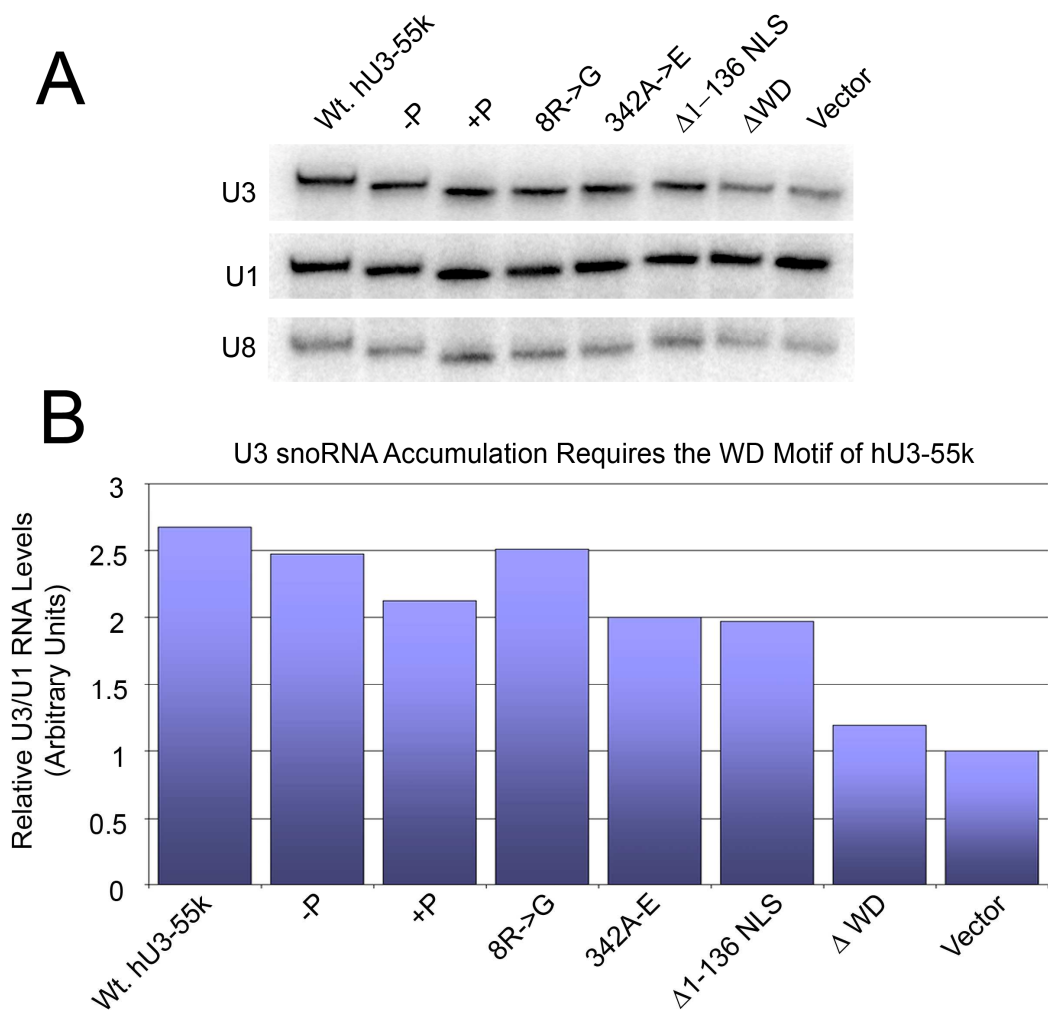 A
Wt. hU3-55k
-P
+P
8R->G
342A->E
Δ1–136 NLS
ΔWD
Vector
U3
U1
U8
B
U3 snoRNA Accumulation Requires the WD Motif of hU3-55k
Relative U3/U1 RNA Levels
(Arbitrary Units)
3
2.5
2
1.5
1
0.5
0
Wt. hU3-55k
-P
+P
8R->G
342A-E
Δ1-136 NLS
Δ WD
Vector